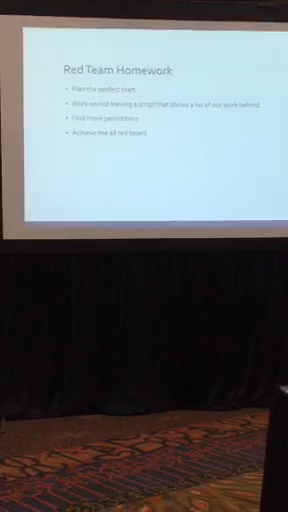 Red Team Homework
• Plan the perfect start
• Work on not leaving a script that shows a lot of our work behind
• Find more persistence
• Achieve the all red board